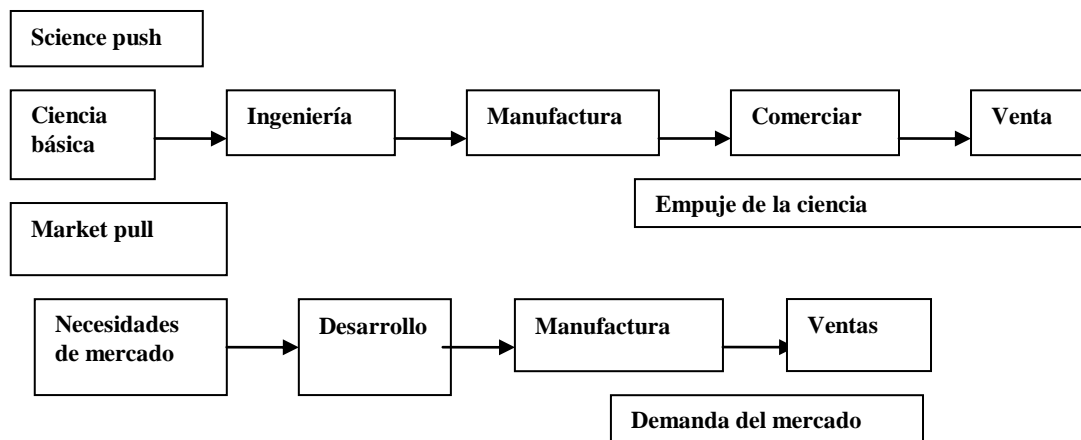 Science push
Ciencia
básica
Ingeniería
Manufactura
Comerciar
Venta
Empuje de la ciencia
Market pull
Necesidades
de mercado
Desarrollo
Manufactura
Ventas
Demanda del mercado